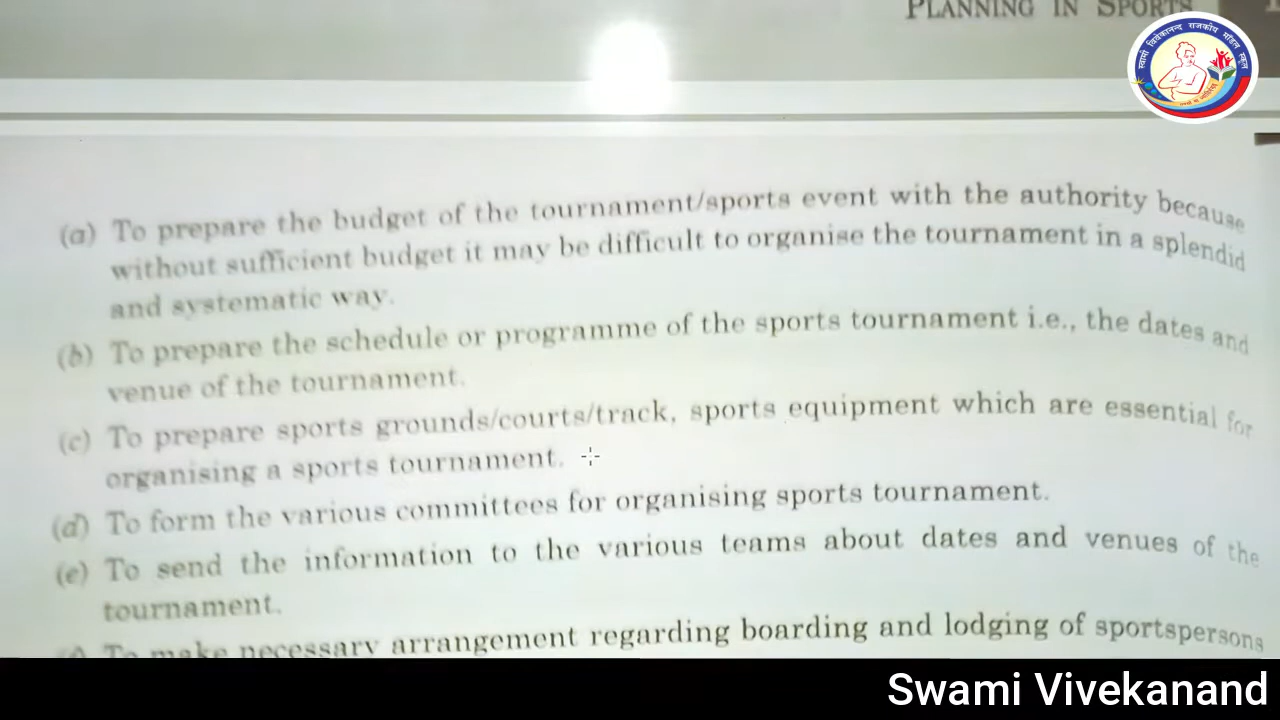 PLANNING IN SPORTS
स्वामी विवेकानन्द राजकीय मॉडल स्कूल
(a) To prepare the budget of the tournament/sports event with the authority because
without sufficient budget it may be difficult to organise the tournament in a splendid
and systematic way.
(b) To prepare the schedule or programme of the sports tournament i.e., the dates and
venue of the tournament.
(c) To prepare sports grounds/courts/track, sports equipment which are essential for
organising a sports tournament.
(d) To form the various committees for organising sports tournament.
(e) To send the information to the various teams about dates and venues of the
tournament.
To make necessary arrangement regarding boarding and lodging of sportspersons
Swami Vivekanand